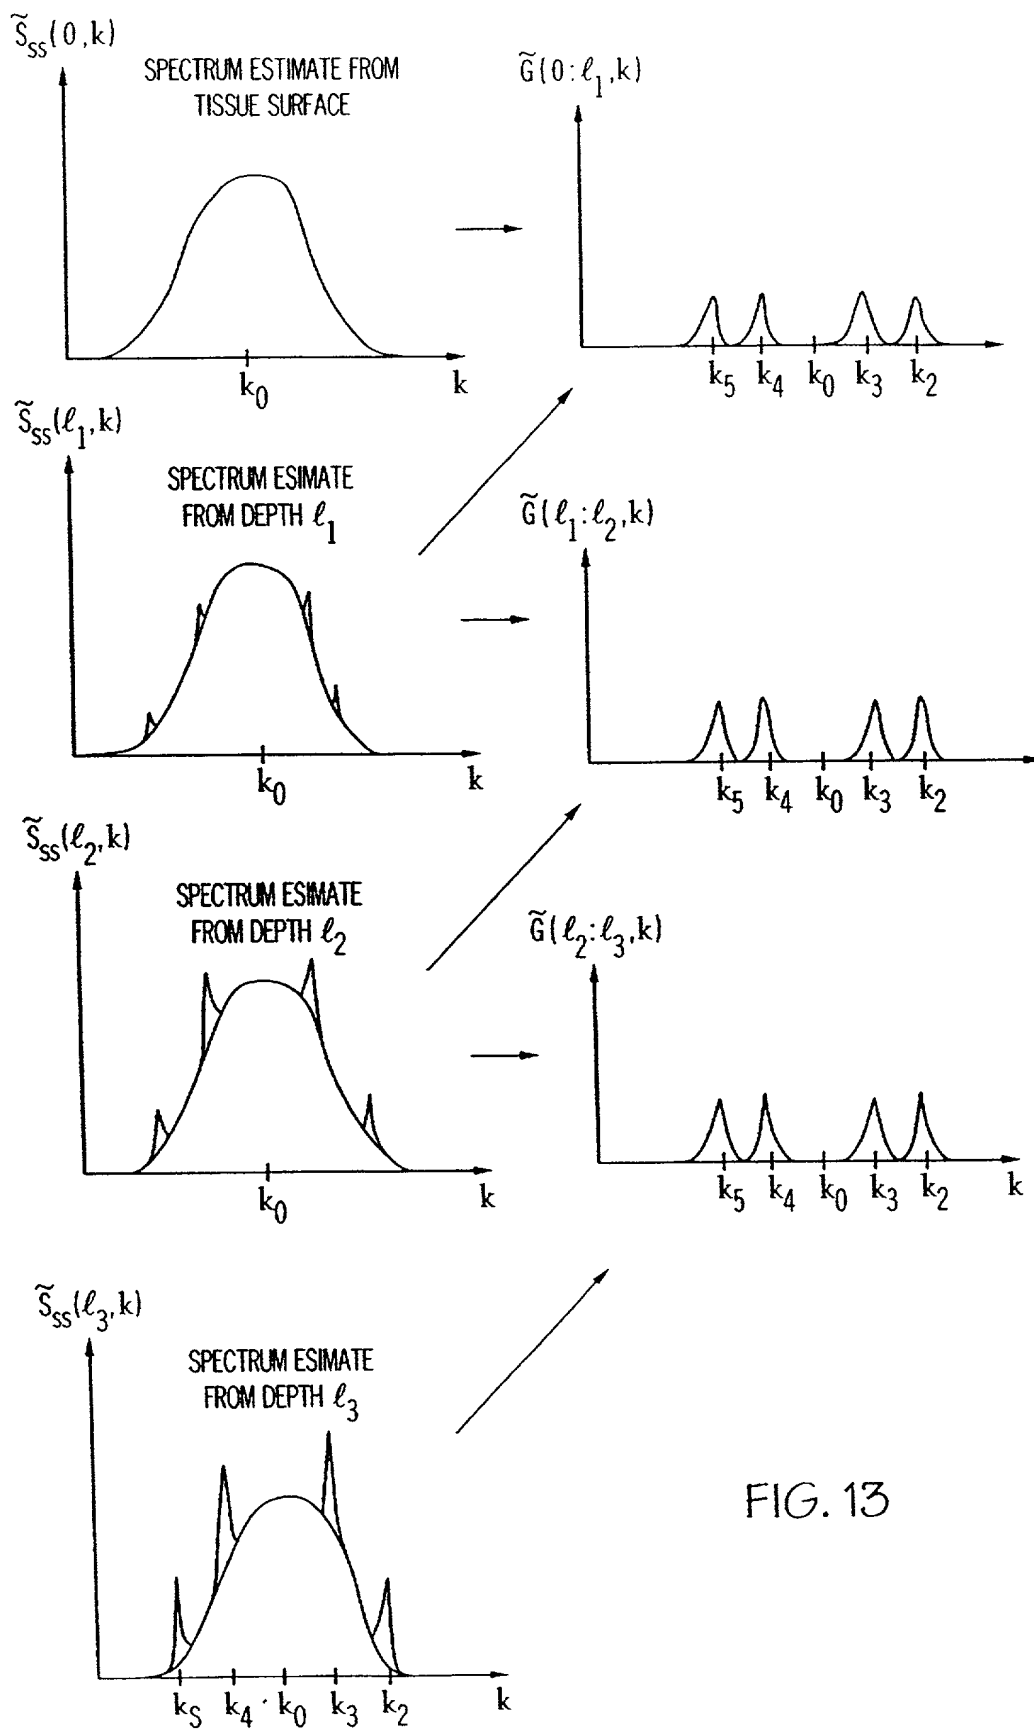 S̃ss(0,k)
SPECTRUM ESTIMATE FROM
TISSUE SURFACE
k0
k
G̃(0:ℓ1,k)
k5 k4 k0 k3 k2
S̃ss(ℓ1,k)
SPECTRUM ESIMATE
FROM DEPTH ℓ1
k0
k
G̃(ℓ1:ℓ2,k)
k5 k4 k0 k3 k2
S̃ss(ℓ2,k)
SPECTRUM ESIMATE
FROM DEPTH ℓ2
k0
k
G̃(ℓ2:ℓ3,k)
k5 k4 k0 k3 k2 k
S̃ss(ℓ3,k)
SPECTRUM ESIMATE
FROM DEPTH ℓ3
kS k4 k0 k3 k2 k
FIG. 13